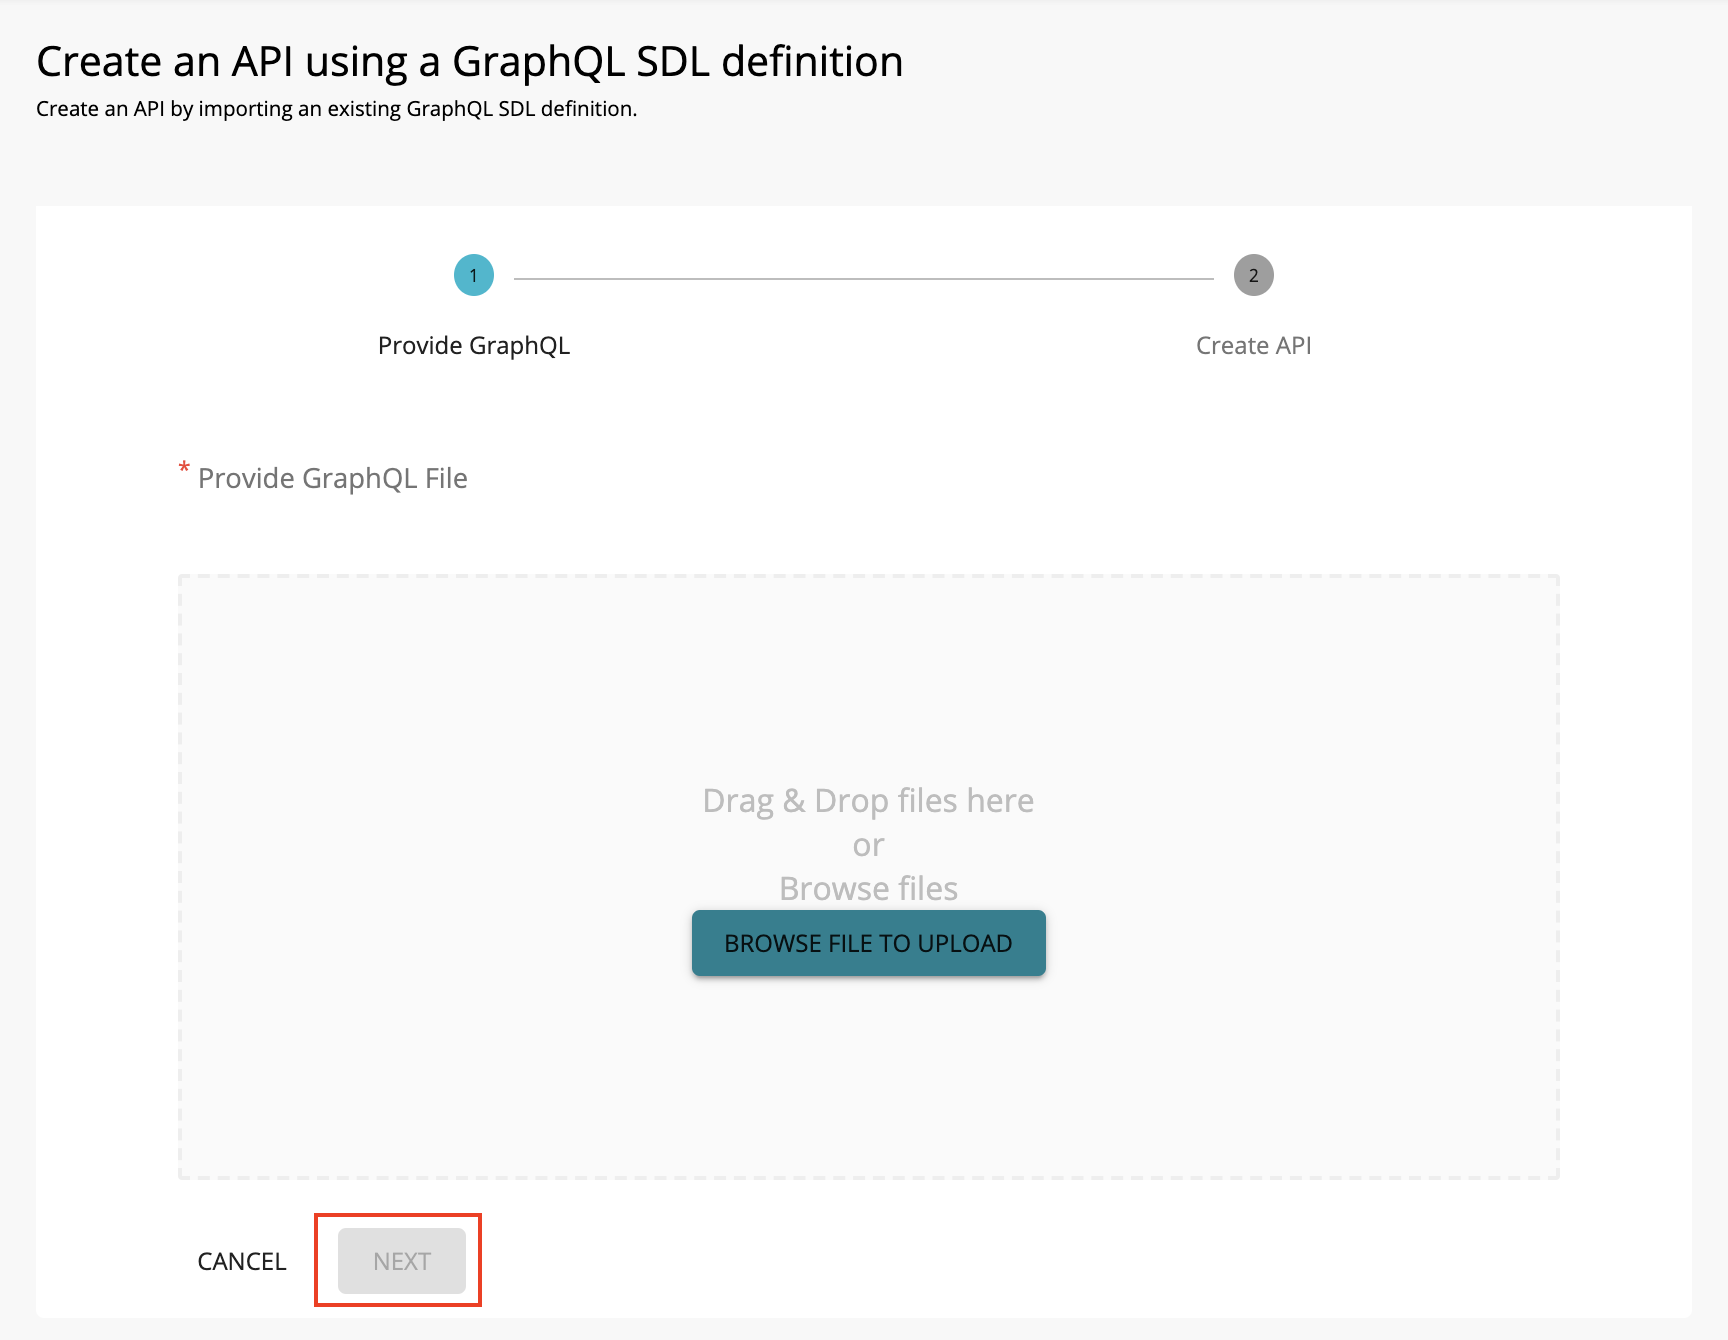 Create an API using a GraphQL SDL definition
Create an API by importing an existing GraphQL SDL definition.
1
2
Provide GraphQL
Create API
* Provide GraphQL File
Drag & Drop files here
or
Browse files
BROWSE FILE TO UPLOAD
CANCEL
NEXT